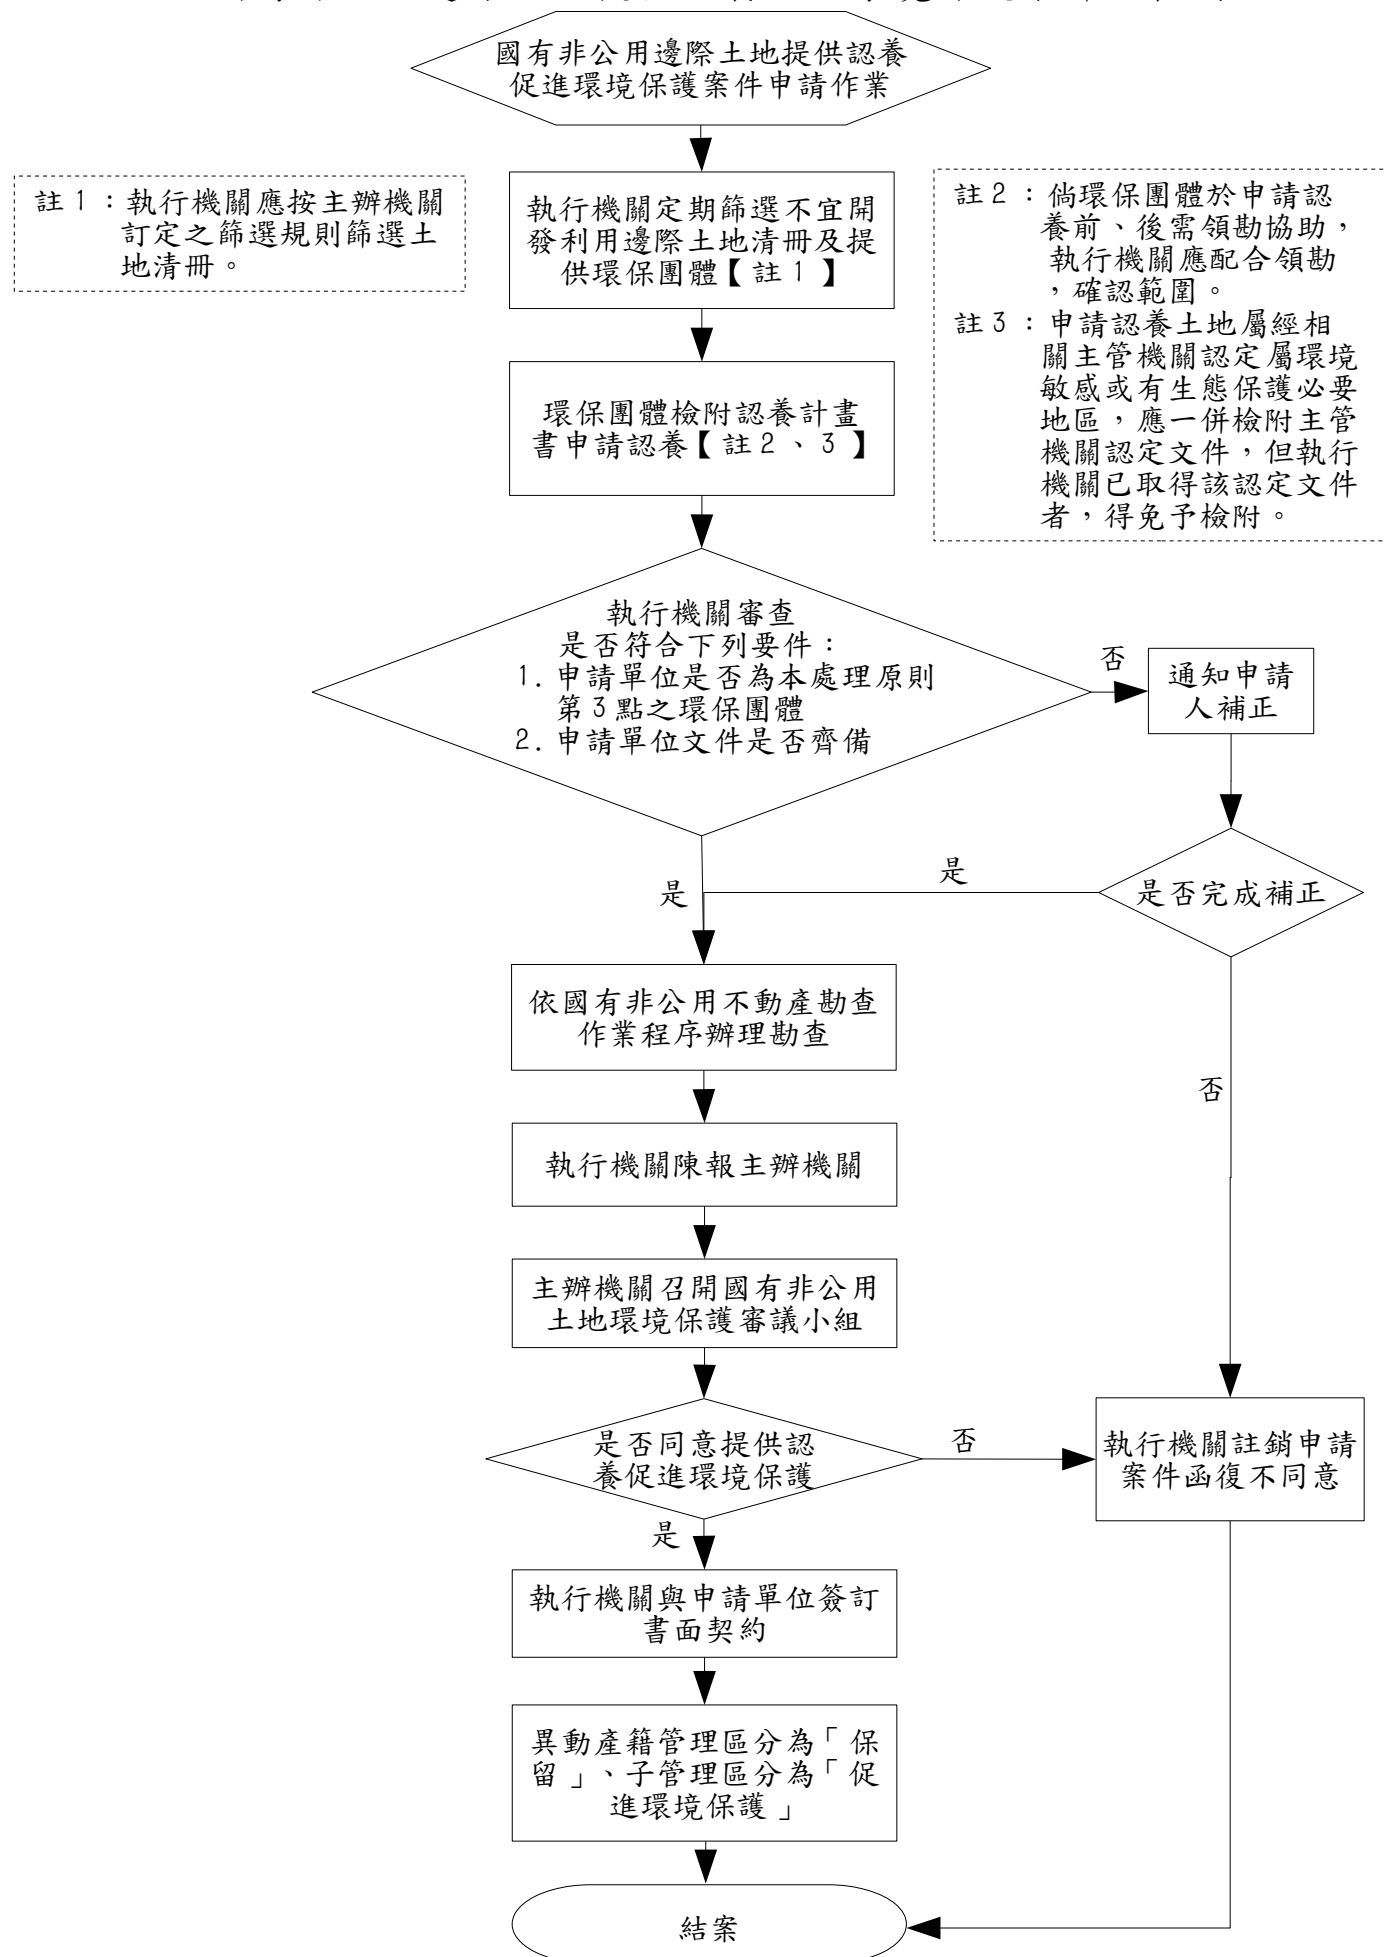 國有非公用邊際土地提供認養
促進環境保護案件申請作業
註1：執行機關應按主辦機關
訂定之篩選規則篩選土
地清冊。
執行機關定期篩選不宜開
發利用邊際土地清冊及提
供環保團體【註1】
註2：倘環保團體於申請認
養前、後需領勘協助，
執行機關應配合領勘
，確認範圍。
註3：申請認養土地屬經相
關主管機關認定屬環境
敏感或有生態保護必要
地區，應一併檢附主管
機關認定文件，但執行
機關已取得該認定文件
者，得免予檢附。
環保團體檢附認養計畫
書申請認養【註2、3】
執行機關審查
是否符合下列要件：
1.申請單位是否為本處理原則
第3點之環保團體
2.申請單位文件是否齊備
否
通知申請
人補正
是
是
是否完成補正
依國有非公用不動產勘查
作業程序辦理勘查
否
執行機關陳報主辦機關
主辦機關召開國有非公用
土地環境保護審議小組
是否同意提供認
養促進環境保護
否
執行機關註銷申請
案件函復不同意
是
執行機關與申請單位簽訂
書面契約
異動產籍管理區分為「保
留」、子管理區分為「促
進環境保護」
結案